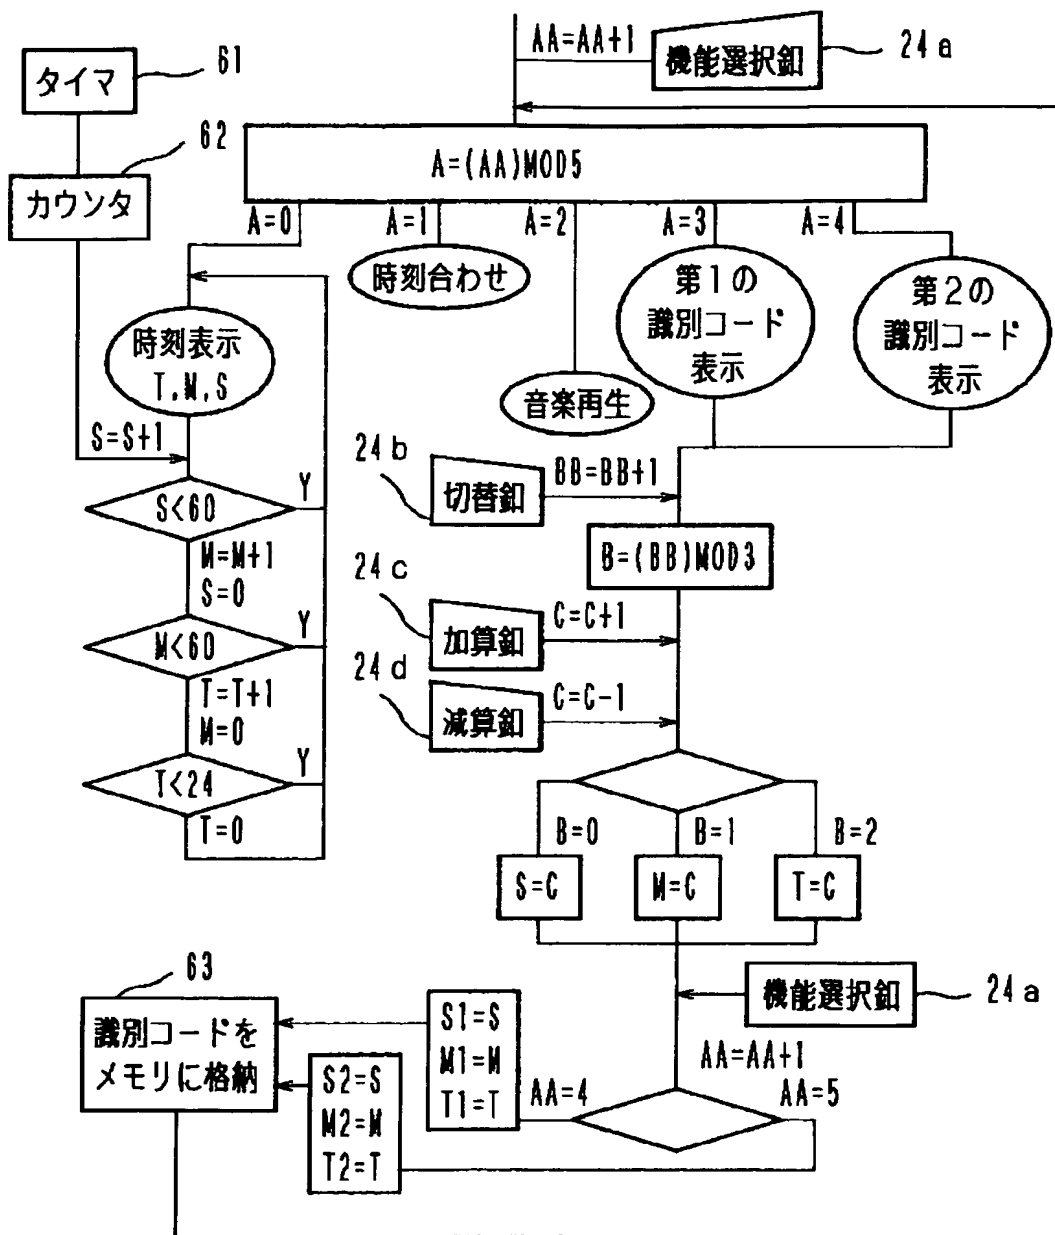 AA=AA+1
機能選択釦
24a
タイマ
61
62
カウンタ
A=(AA)MOD5
A=0
A=1
A=2
A=3
A=4
時刻合わせ
第1の
識別コード
表示
第2の
識別コード
表示
時刻表示
T,M,S
音楽再生
S=S+1
24b
切替釦
BB=BB+1
S<60
Y
M=M+1
S=0
B=(BB)MOD3
24c
加算釦
C=C+1
M<60
Y
T=T+1
M=0
24d
減算釦
C=C-1
T<24
Y
T=0
B=0
B=1
B=2
S=C
M=C
T=C
63
機能選択釦
24a
識別コードを
メモリに格納
S1=S
M1=M
T1=T
S2=S
M2=M
T2=T
AA=AA+1
AA=4
AA=5